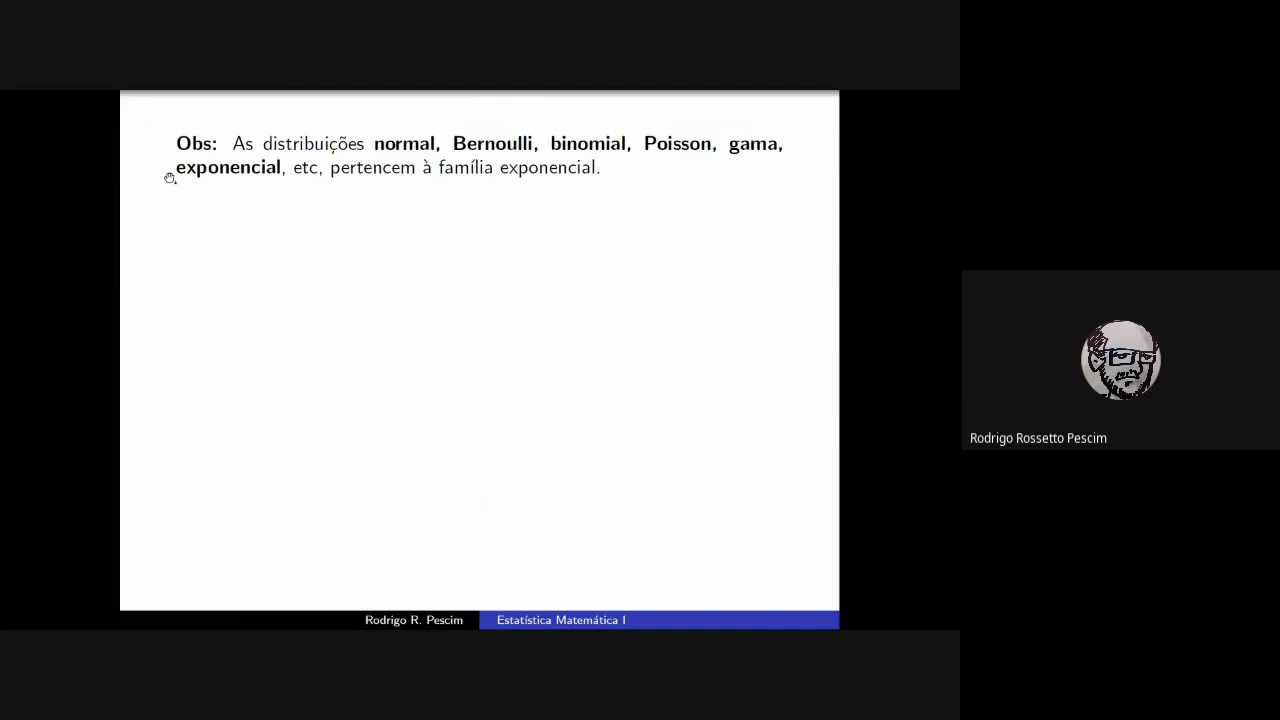 Obs: As distribuições normal, Bernoulli, binomial, Poisson, gama,
exponencial, etc, pertencem à família exponencial.
Rodrigo Rossetto Pescim
Rodrigo R. Pescim
Estatística Matemática I